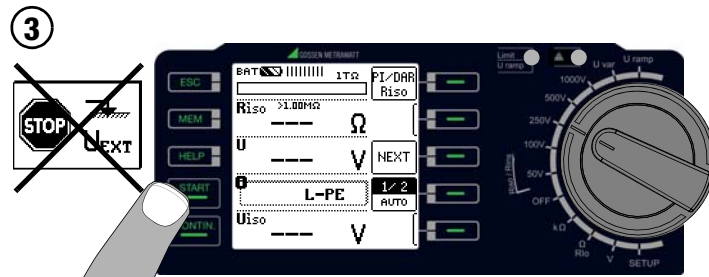 3
STOP
UEXT
GOSSEN METRAWATT
ESC
MEM
HELP
START
CONTIN.
BAT 1TΩ
PI/DAR
Riso
Riso >1.00MΩ
--- Ω
U
--- V
NEXT
L-PE
1/2
AUTO
Uiso
--- V
Limit
U ramp
U var
U ramp
1000V
500V
250V
100V
50V
OFF
kΩ
Ω
Rlo
V
SETUP